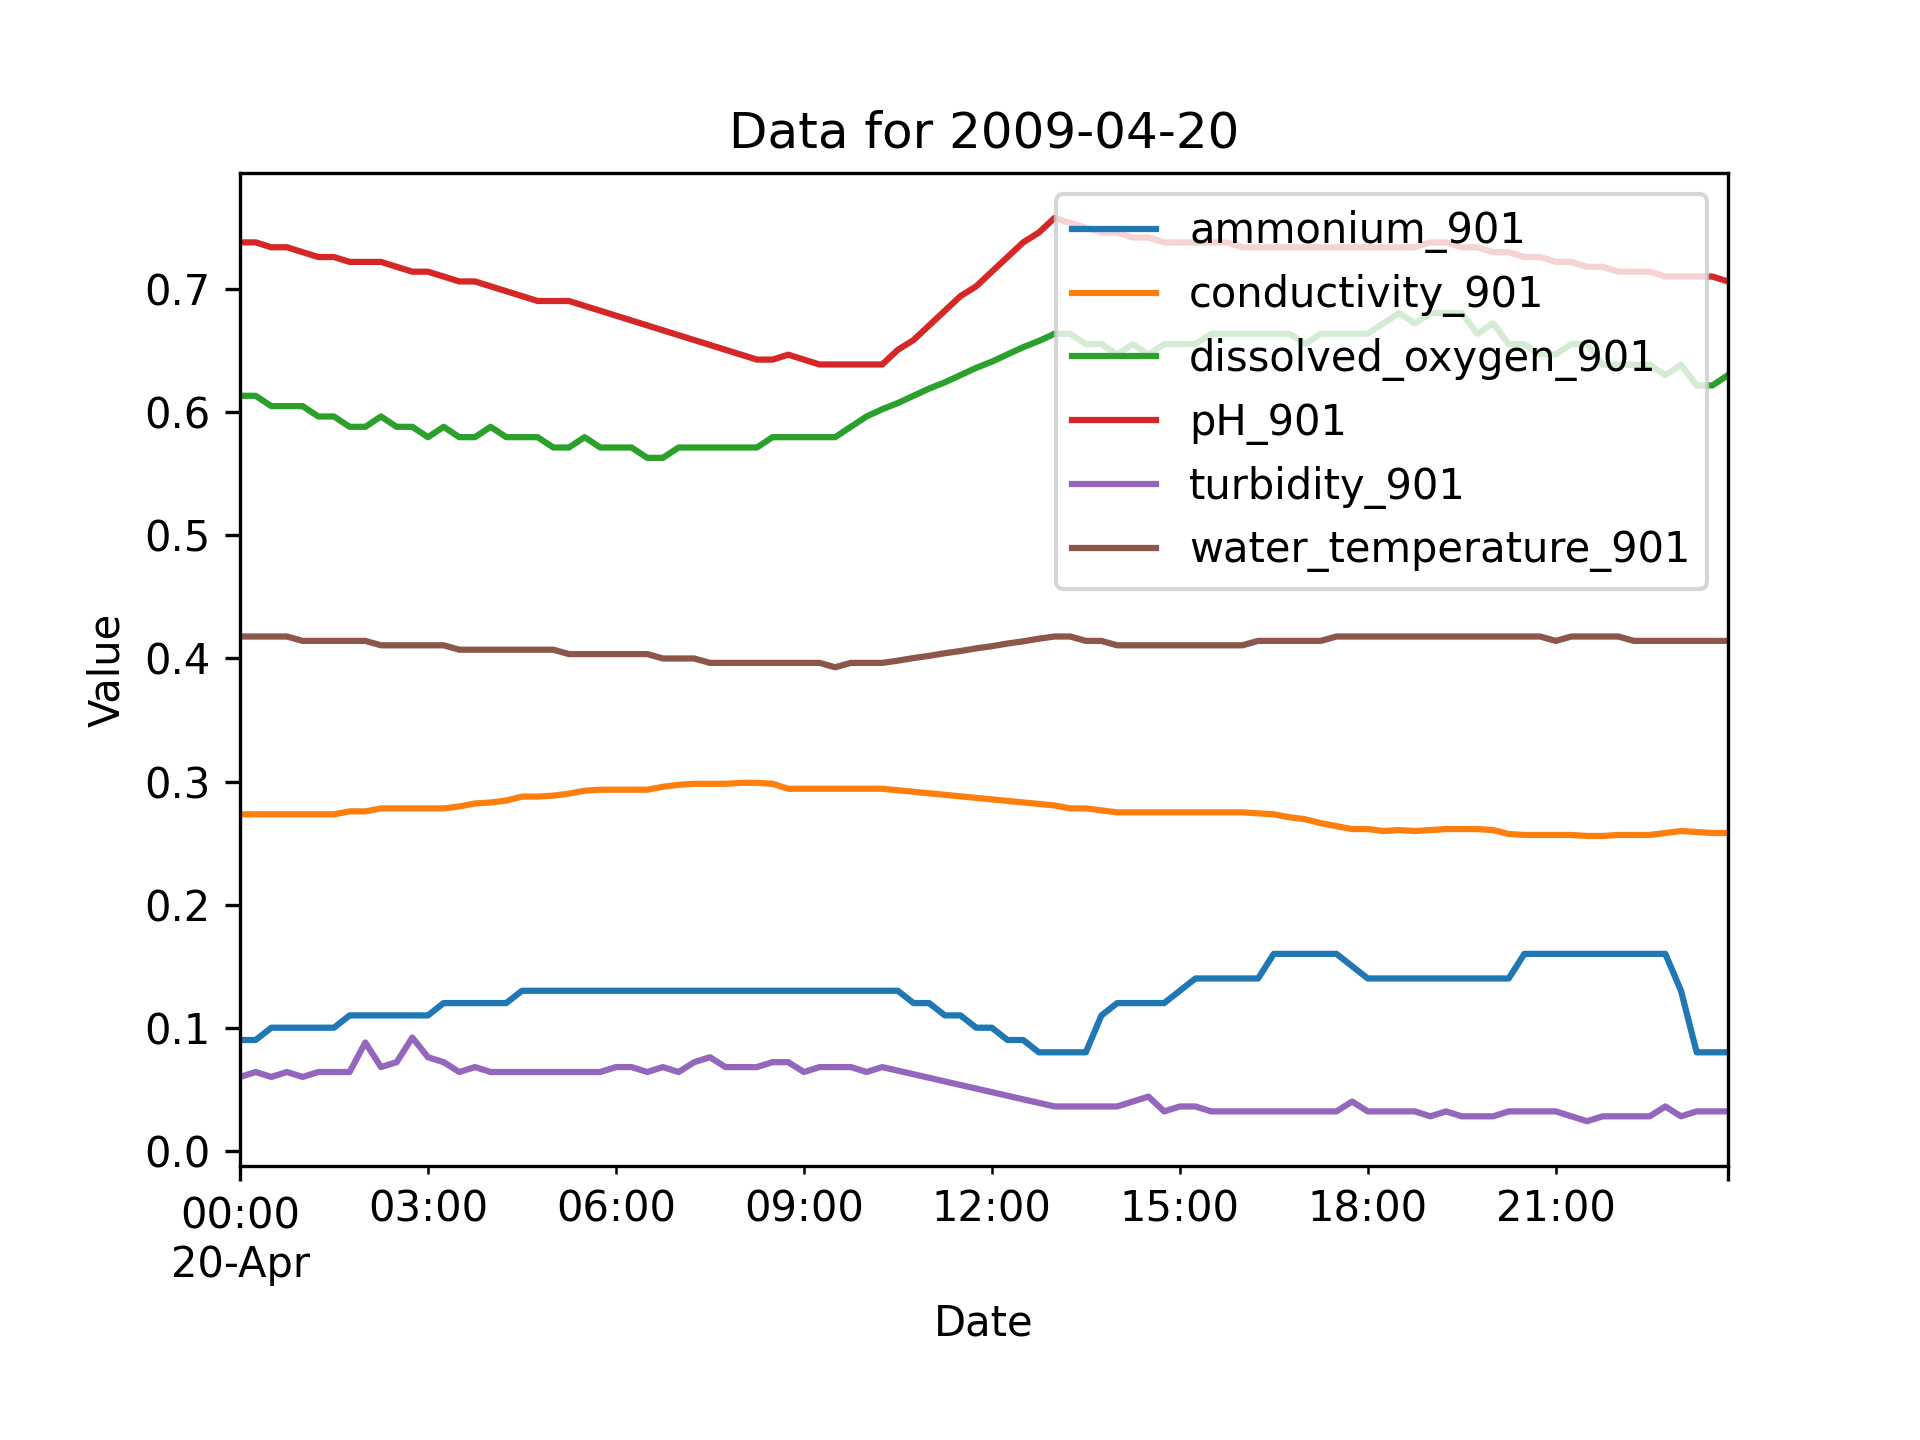 Data for 2009-04-20
ammonium_901
conductivity_901
dissolved_oxygen_901
pH_901
turbidity_901
water_temperature_901
Value
0.7
0.6
0.5
0.4
0.3
0.2
0.1
0.0
00:00 03:00 06:00 09:00 12:00 15:00 18:00 21:00
20-Apr
Date